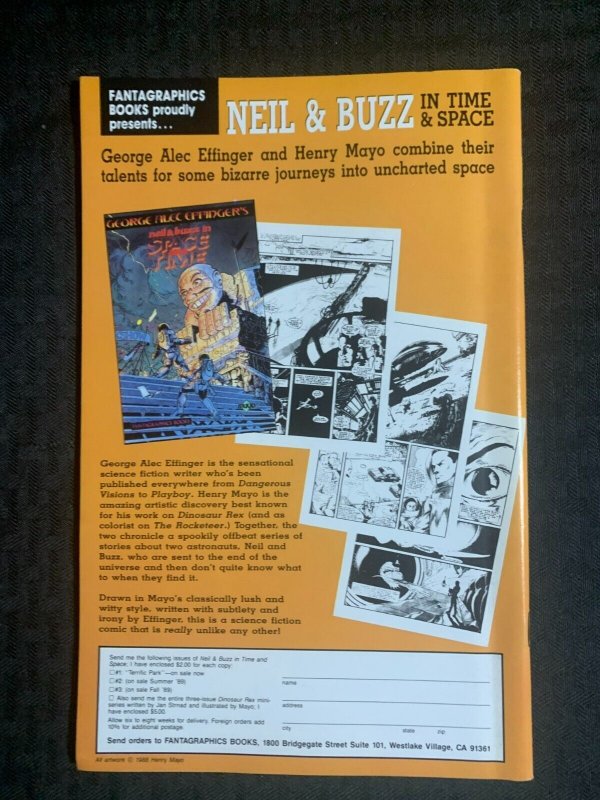 FANTAGRAPHICS
BOOKS proudly
presents...
NEIL & BUZZ IN TIME
& SPACE
George Alec Effinger and Henry Mayo combine their
talents for some bizarre journeys into uncharted space
GEORGE ALEC EFFINGER'S
neil & buzz in
SPACE
TIME
FANTAGRAPHICS BOOKS
George Alec Effinger is the sensational
science fiction writer who's been
published everywhere from Dangerous
Visions to Playboy. Henry Mayo is the
amazing artistic discovery best known
for his work on Dinosaur Rex (and as
colorist on The Rocketeer.) Together, the
two chronicle a spookily offbeat series of
stories about two astronauts, Neil and
Buzz, who are sent to the end of the
universe and then don't quite know what
to when they find it.
Drawn in Mayo's classically lush and
witty style, written with subtlety and
irony by Effinger, this is a science fiction
comic that is really unlike any other!
Send me the following issues of Neil & Buzz in Time and
Space; I have enclosed $2.00 for each copy:
□#1: "Terrific Park"—on sale now
□#2: (on sale Summer '89)
□#3: (on sale Fall '89)
□ Also send me the entire three-issue Dinosaur Rex mini-
series written by Jan Strnad and illustrated by Mayo; I
have enclosed $5.00.
Allow six to eight weeks for delivery. Foreign orders add
10% for additional postage.
name
address
city state zip
Send orders to FANTAGRAPHICS BOOKS, 1800 Bridgegate Street Suite 101, Westlake Village, CA 91361
All artwork © 1988 Henry Mayo